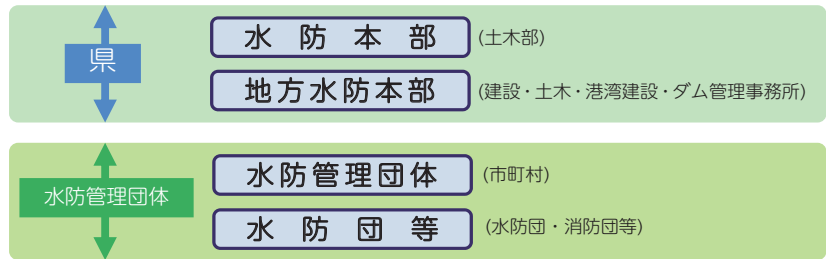 県
水防本部 (土木部)
地方水防本部 (建設・土木・港湾建設・ダム管理事務所)
水防管理団体
水防管理団体 (市町村)
水防団等 (水防団・消防団等)